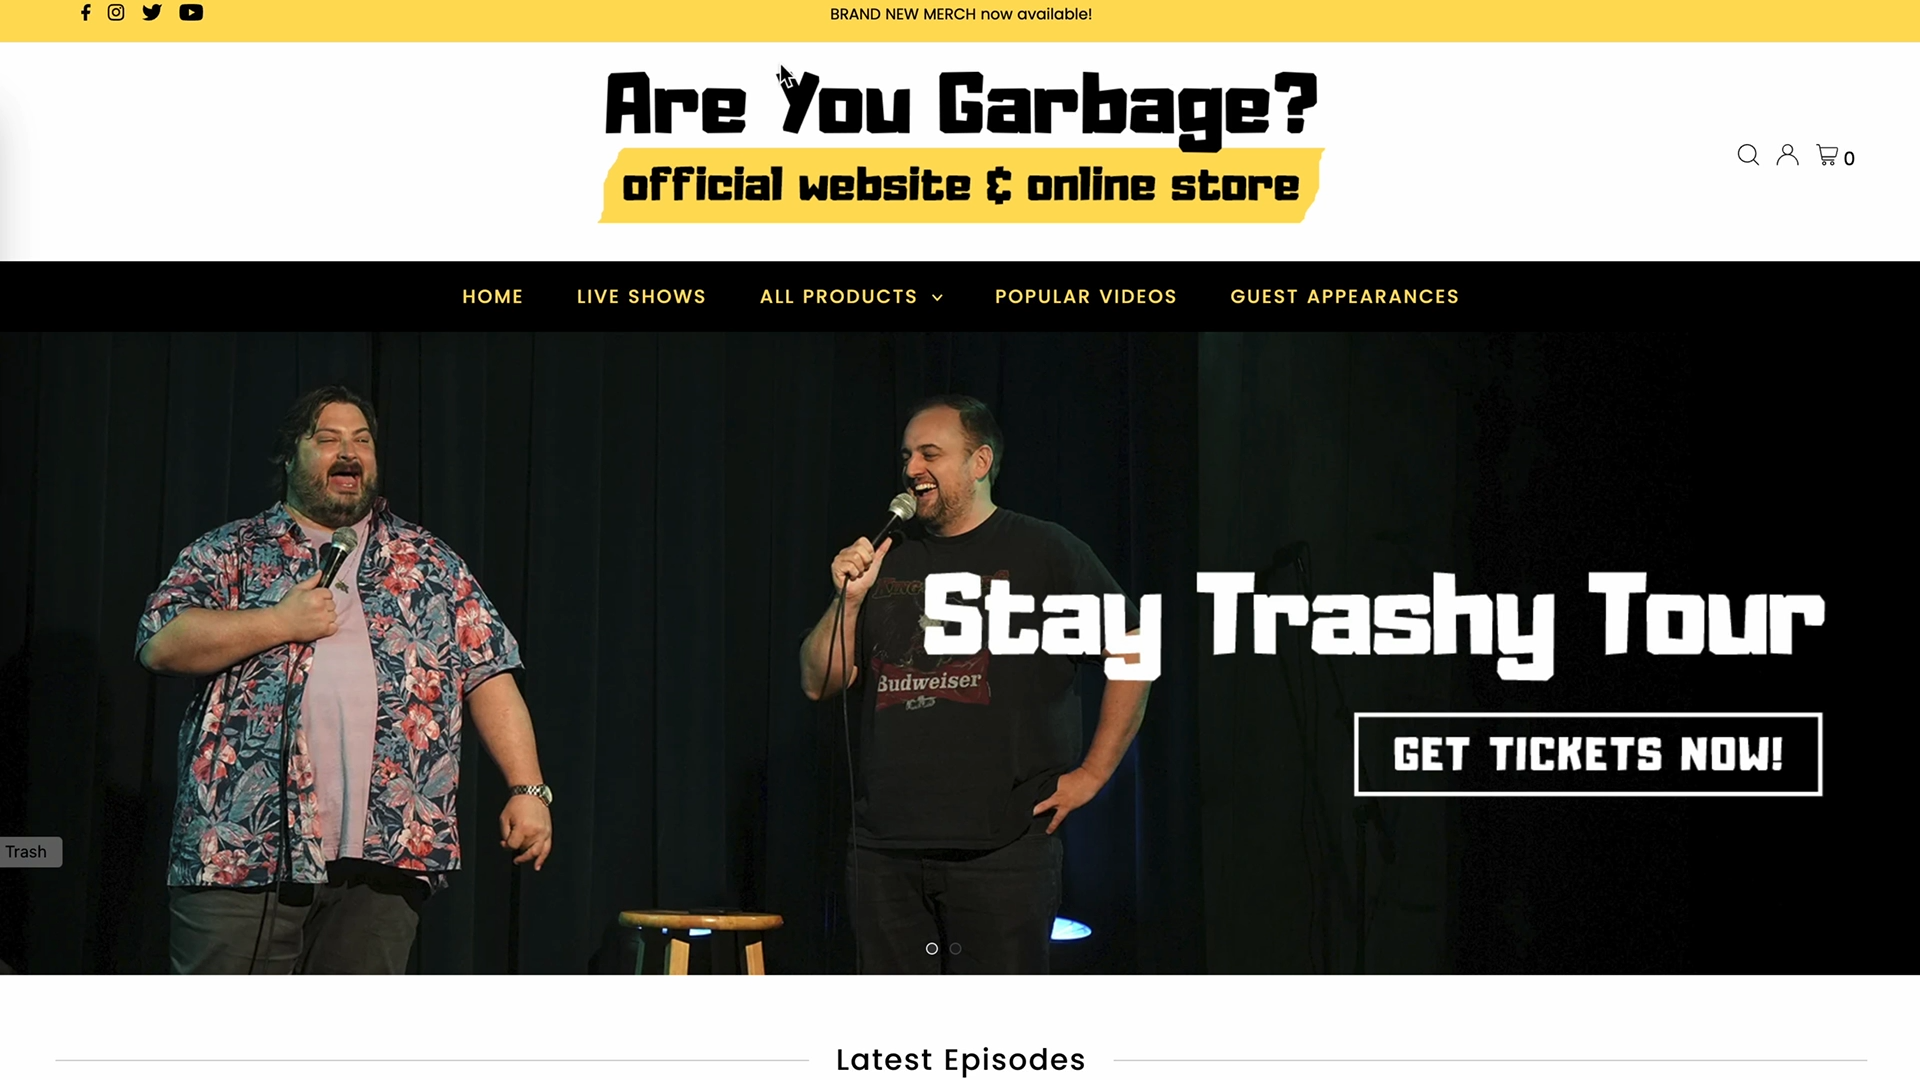 BRAND NEW MERCH now available!
Are You Garbage?
official website & online store
0
HOME LIVE SHOWS ALL PRODUCTS POPULAR VIDEOS GUEST APPEARANCES
Stay Trashy Tour
Budweiser
GET TICKETS NOW!
Trash
Latest Episodes